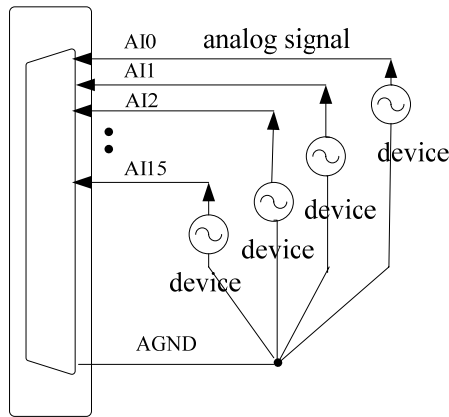 AI0
analog signal
AI1
AI2
device
AI15
device
device
device
AGND